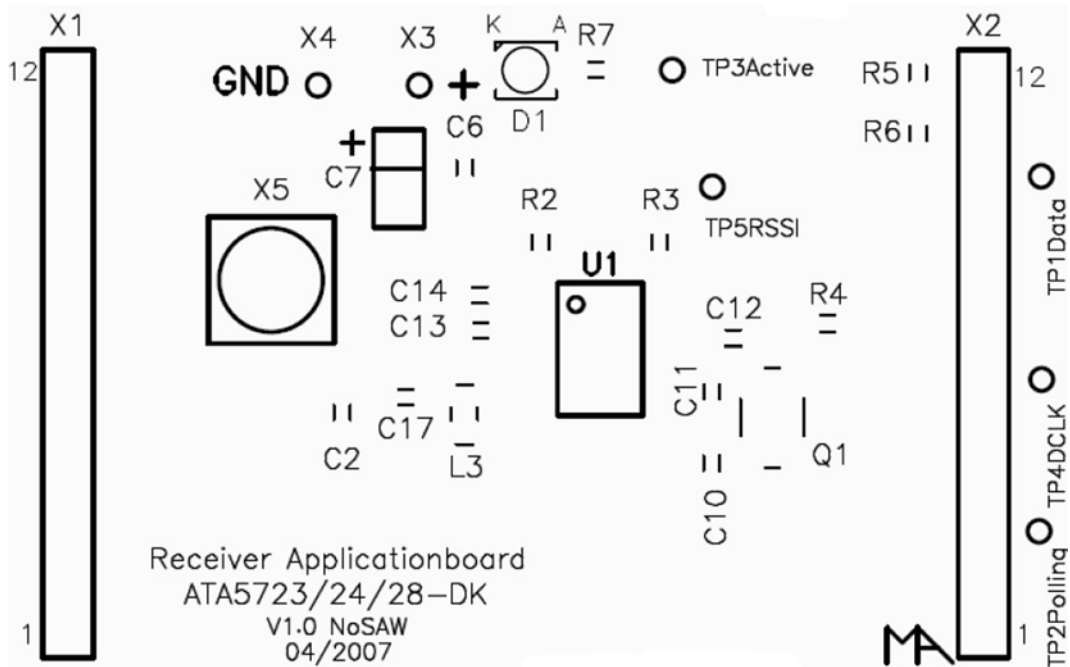 X1
X4
X3
K A
R7
X2
12
GND
+
TP3Active
R5
12
D1
C6
R6
+
C7
X5
R2
R3
TP5RSSI
TP1Data
U1
C14
C12
R4
C13
C11
C17
C2
L3
Q1
TP4DCLK
C10
Receiver Applicationboard
ATA5723/24/28-DK
V1.0 NoSAW
04/2007
TP2Polling
1
MA
1